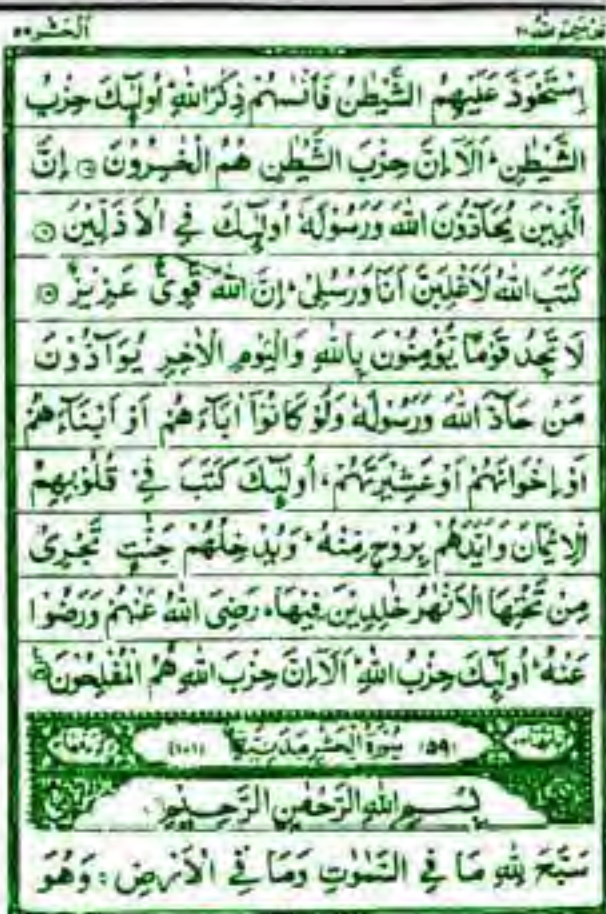 الحشر ٥٩
قد سمع الله ٢٨
اِسْتَحْوَذَ عَلَيْهِمُ الشَّيْطٰنُ فَاَنْسٰىهُمْ ذِكْرَ اللّٰهِ ؕ اُولٰٓئِكَ حِزْبُ
الشَّيْطٰنِ ؕ اَلَاۤ اِنَّ حِزْبَ الشَّيْطٰنِ هُمُ الْخٰسِرُوْنَ ۝ اِنَّ
الَّذِيْنَ يُحَآدُّوْنَ اللّٰهَ وَرَسُوْلَهٗۤ اُولٰٓئِكَ فِي الْاَذَلِّيْنَ ۝
كَتَبَ اللّٰهُ لَاَغْلِبَنَّ اَنَا وَرُسُلِيْ ؕ اِنَّ اللّٰهَ قَوِيٌّ عَزِيْزٌ ۝
لَا تَجِدُ قَوْمًا يُّؤْمِنُوْنَ بِاللّٰهِ وَالْيَوْمِ الْاٰخِرِ يُوَآدُّوْنَ
مَنْ حَآدَّ اللّٰهَ وَرَسُوْلَهٗ وَلَوْ كَانُوْۤا اٰبَآءَهُمْ اَوْ اَبْنَآءَهُمْ
اَوْ اِخْوَانَهُمْ اَوْ عَشِيْرَتَهُمْ ؕ اُولٰٓئِكَ كَتَبَ فِيْ قُلُوْبِهِمُ
الْاِيْمَانَ وَاَيَّدَهُمْ بِرُوْحٍ مِّنْهُ ؕ وَيُدْخِلُهُمْ جَنّٰتٍ تَجْرِيْ
مِنْ تَحْتِهَا الْاَنْهٰرُ خٰلِدِيْنَ فِيْهَا ؕ رَضِيَ اللّٰهُ عَنْهُمْ وَرَضُوْا
عَنْهُ ؕ اُولٰٓئِكَ حِزْبُ اللّٰهِ ؕ اَلَاۤ اِنَّ حِزْبَ اللّٰهِ هُمُ الْمُفْلِحُوْنَ ۝
(٥٩) سُوْرَةُ الْحَشْرِ مَدَنِيَّةٌ (١٠١)
بِسْمِ اللّٰهِ الرَّحْمٰنِ الرَّحِيْمِ
سَبَّحَ لِلّٰهِ مَا فِي السَّمٰوٰتِ وَمَا فِي الْاَرْضِ ۚ وَهُوَ